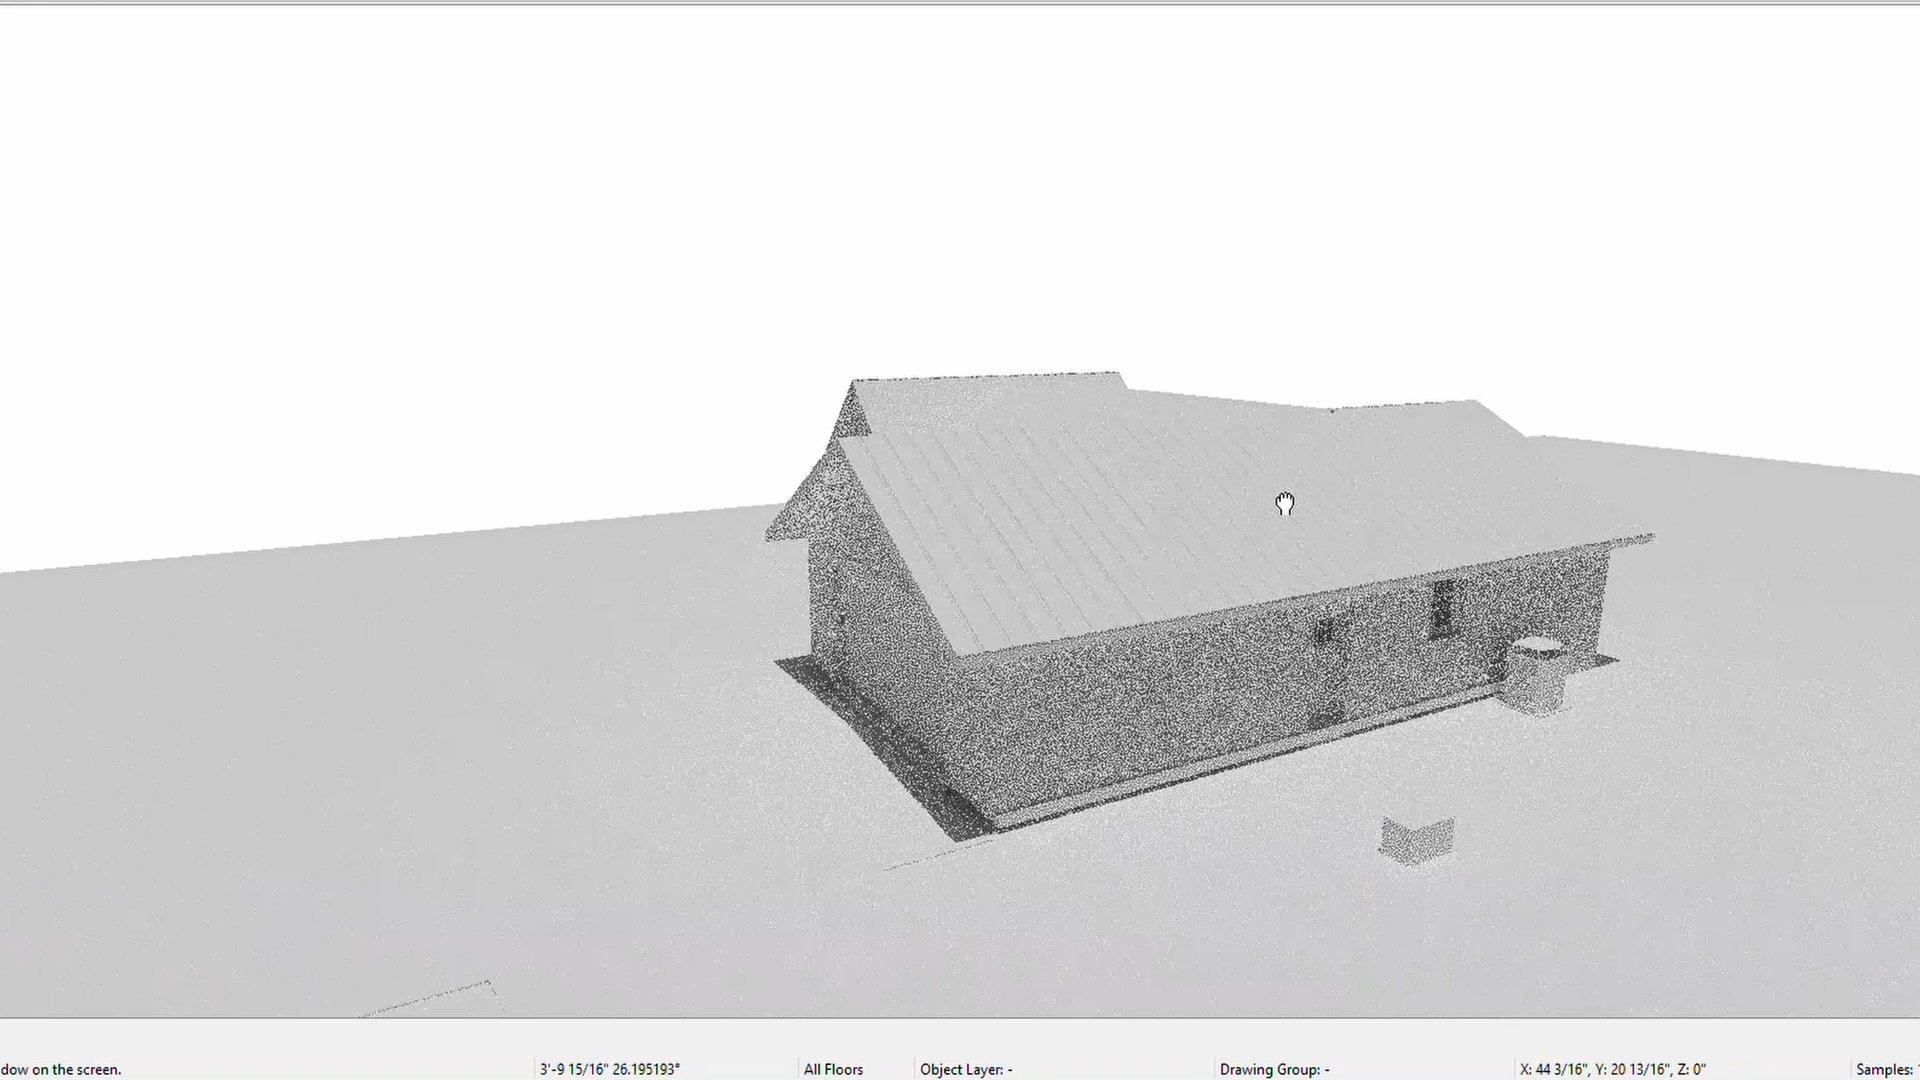 dow on the screen.
3'-9 15/16" 26.195193°
All Floors
Object Layer: -
Drawing Group: -
X: 44 3/16", Y: 20 13/16", Z: 0"
Samples: